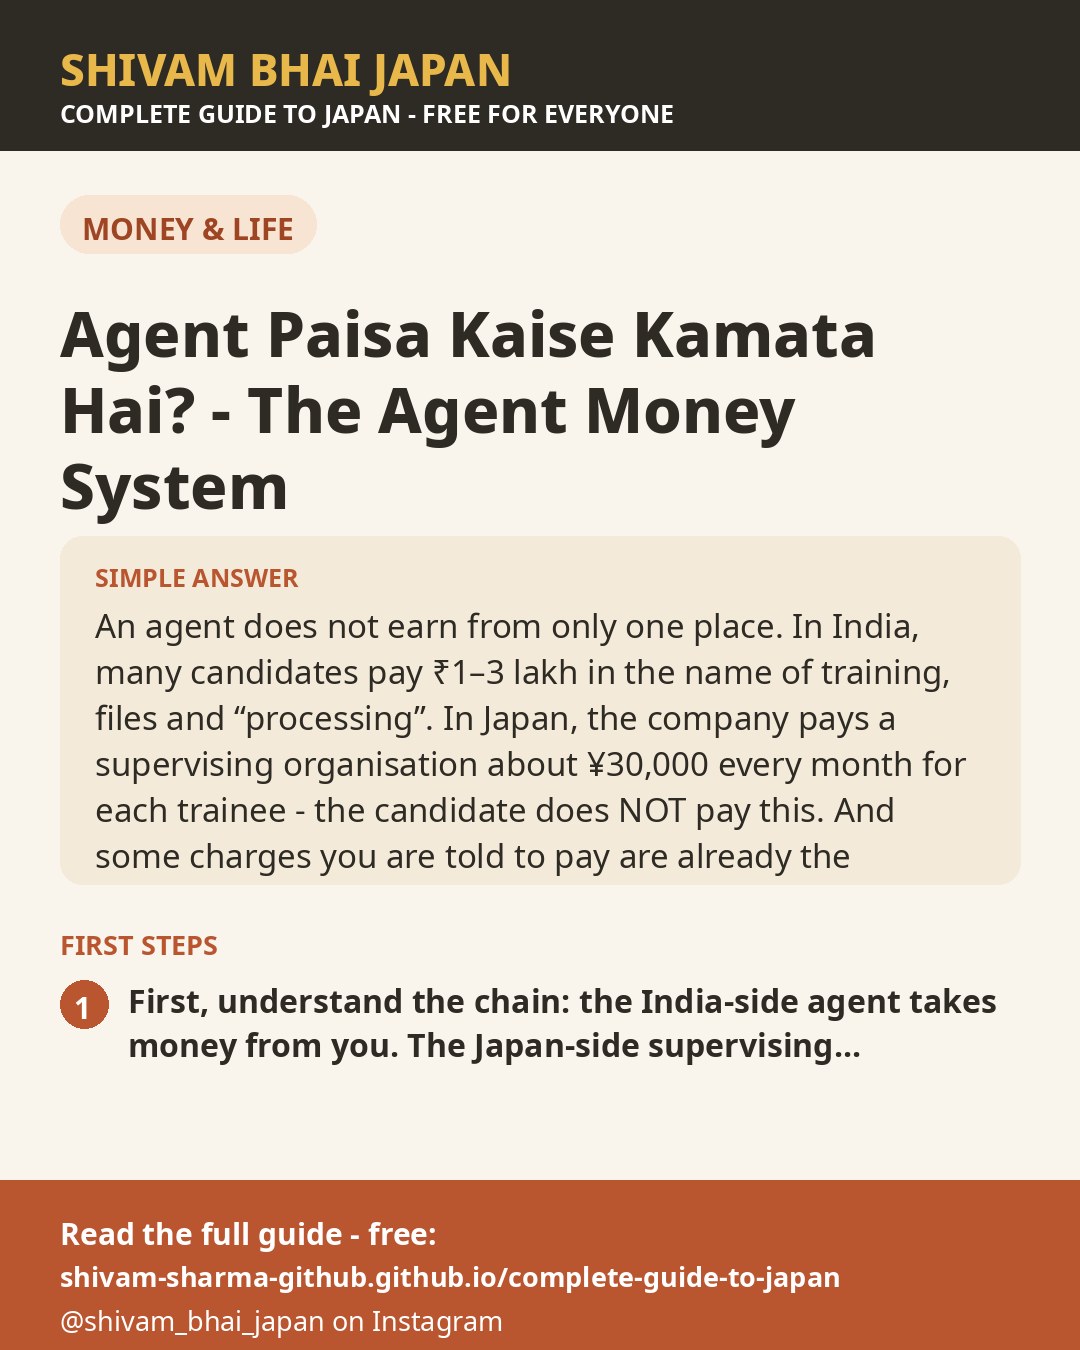 SHIVAM BHAI JAPAN
COMPLETE GUIDE TO JAPAN - FREE FOR EVERYONE
MONEY & LIFE
Agent Paisa Kaise Kamata
Hai? - The Agent Money
System
SIMPLE ANSWER
An agent does not earn from only one place. In India,
many candidates pay ₹1–3 lakh in the name of training,
files and “processing”. In Japan, the company pays a
supervising organisation about ¥30,000 every month for
each trainee - the candidate does NOT pay this. And
some charges you are told to pay are already the
FIRST STEPS
1 First, understand the chain: the India-side agent takes
money from you. The Japan-side supervising...
Read the full guide - free:
shivam-sharma-github.github.io/complete-guide-to-japan
@shivam_bhai_japan on Instagram